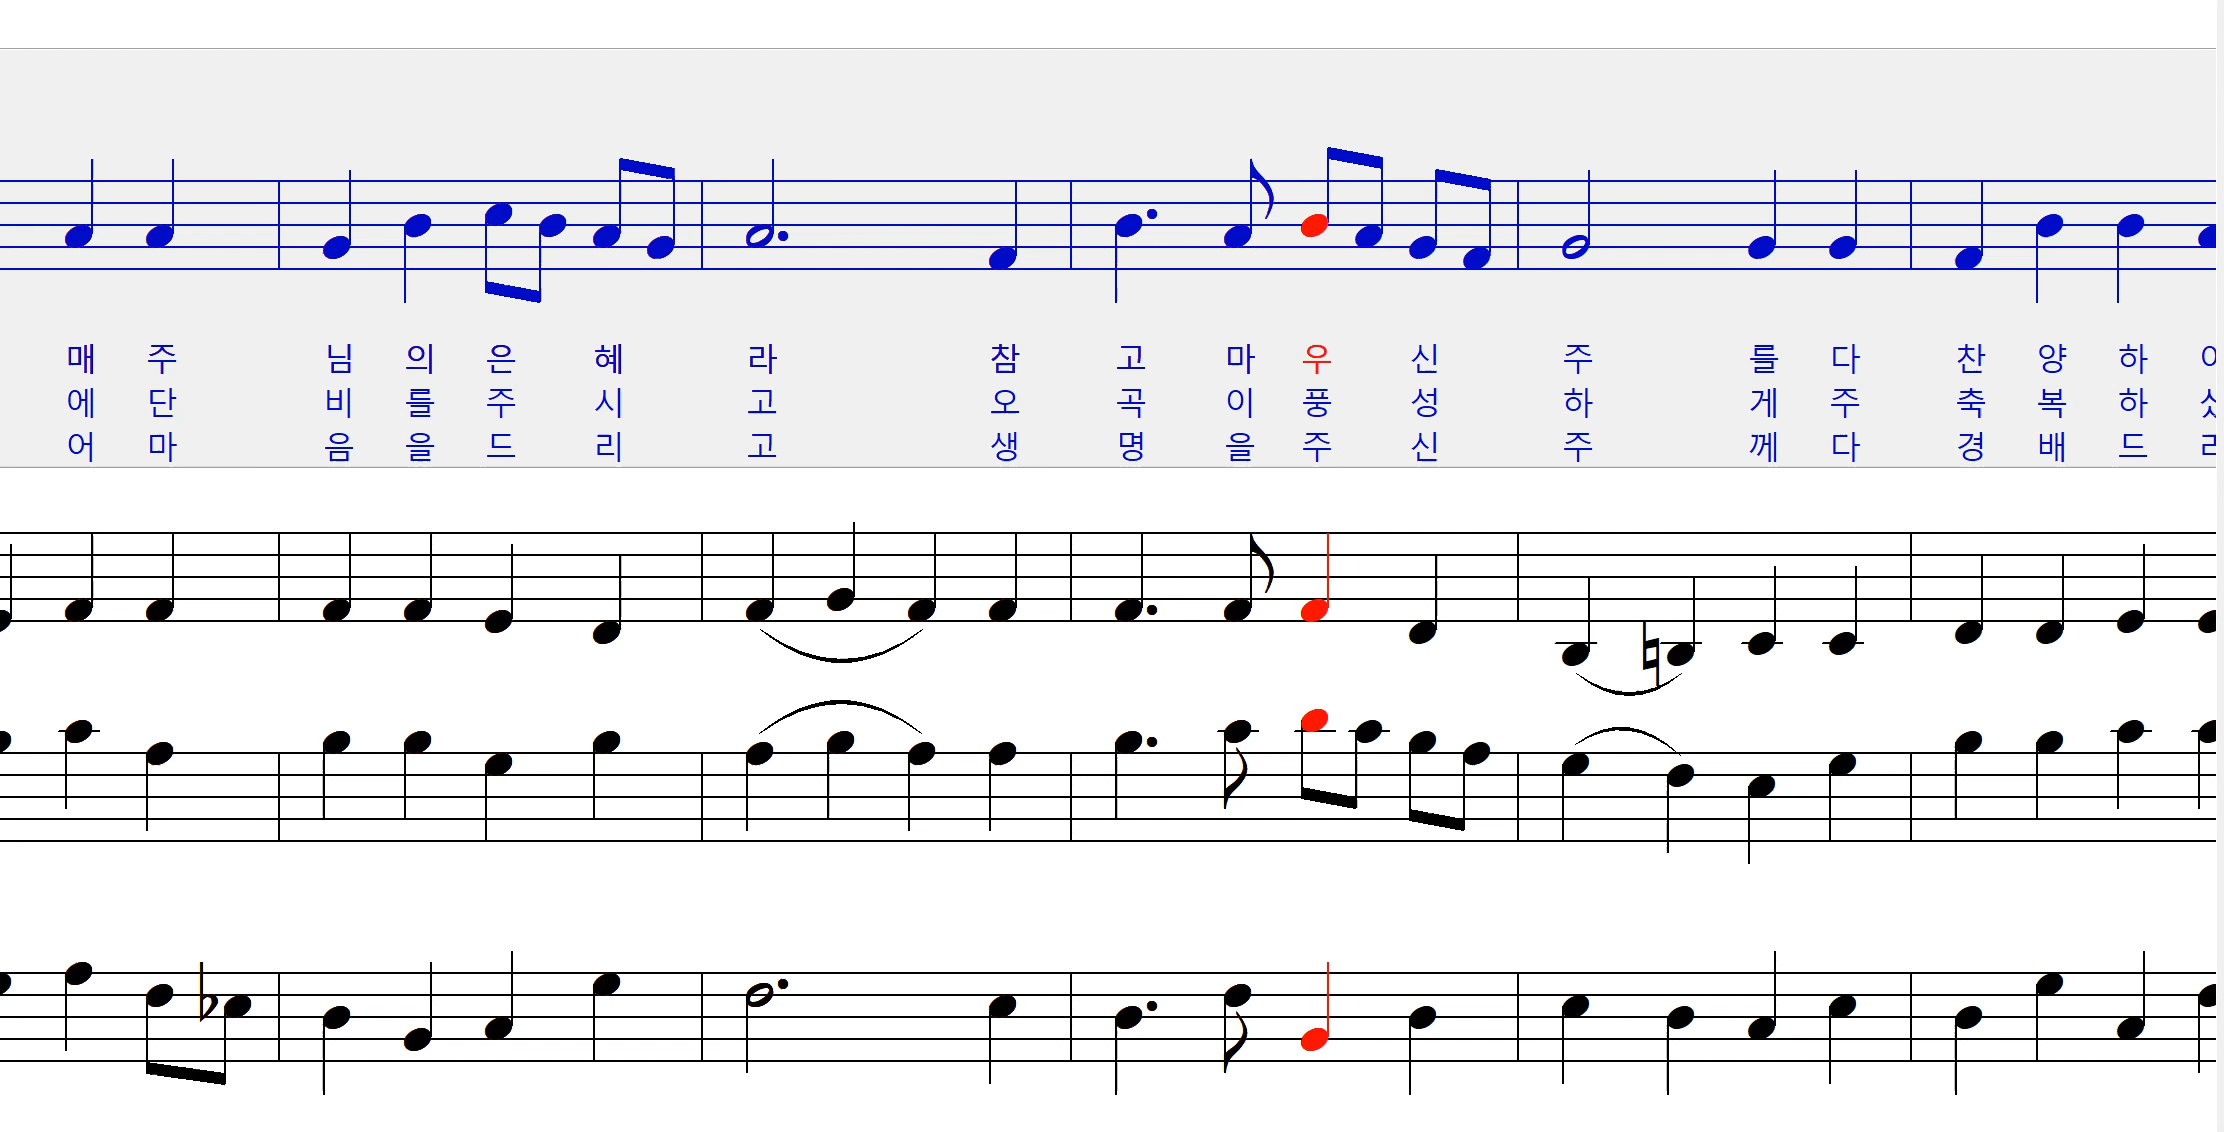 매 주 님 의 은 혜 라 참 고 마 우 신 주 를 다 찬 양 하
에 단 비 를 주 시 고 오 곡 이 풍 성 하 게 주 축 복 하
어 마 음 을 드 리 고 생 명 을 주 신 주 께 다 경 배 드